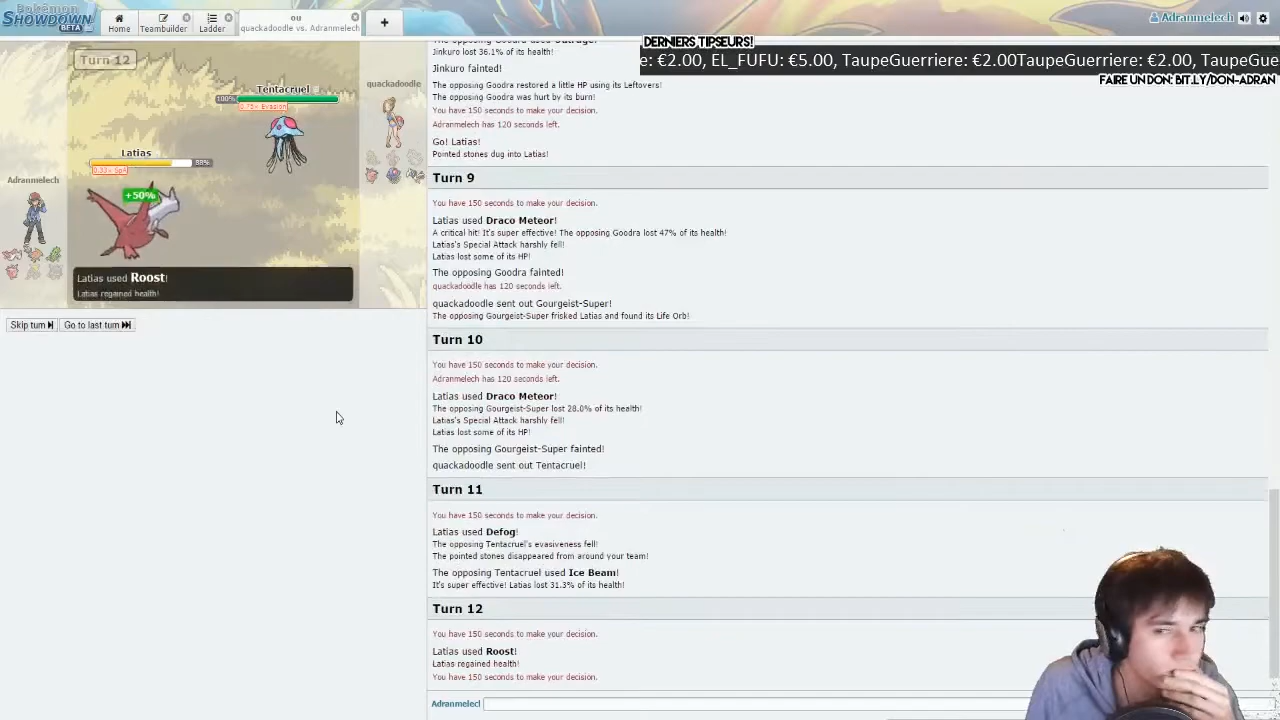 Pokémon
SHOWDOWN
BETA
Home
Teambuilder
Ladder
ou
quackadoodle vs. Adranmelech
+
Adranmelech
DERNIERS TIPSEURS!
e: €2.00, EL_FUFU: €5.00, TaupeGuerriere: €2.00TaupeGuerriere: €2.00, TaupeGue
FAIRE UN DON: BIT.LY/DON-ADRAN
Turn 12
Tentacruel
100%
0.75× Evasion
quackadoodle
Latias
88%
0.33× SpA
Adranmelech
+50%
Latias used Roost!
Latias regained health!
Skip turn
Go to last turn
Jinkuro lost 36.1% of its health!
Jinkuro fainted!
The opposing Goodra restored a little HP using its Leftovers!
The opposing Goodra was hurt by its burn!
You have 150 seconds to make your decision.
Adranmelech has 120 seconds left.
Go! Latias!
Pointed stones dug into Latias!
Turn 9
You have 150 seconds to make your decision.
Latias used Draco Meteor!
A critical hit! It's super effective! The opposing Goodra lost 47% of its health!
Latias's Special Attack harshly fell!
Latias lost some of its HP!
The opposing Goodra fainted!
quackadoodle has 120 seconds left.
quackadoodle sent out Gourgeist-Super!
The opposing Gourgeist-Super frisked Latias and found its Life Orb!
Turn 10
You have 150 seconds to make your decision.
Adranmelech has 120 seconds left.
Latias used Draco Meteor!
The opposing Gourgeist-Super lost 28.0% of its health!
Latias's Special Attack harshly fell!
Latias lost some of its HP!
The opposing Gourgeist-Super fainted!
quackadoodle sent out Tentacruel!
Turn 11
You have 150 seconds to make your decision.
Latias used Defog!
The opposing Tentacruel's evasiveness fell!
The pointed stones disappeared from around your team!
The opposing Tentacruel used Ice Beam!
It's super effective! Latias lost 31.3% of its health!
Turn 12
You have 150 seconds to make your decision.
Latias used Roost!
Latias regained health!
You have 150 seconds to make your decision.
Adranmelecl